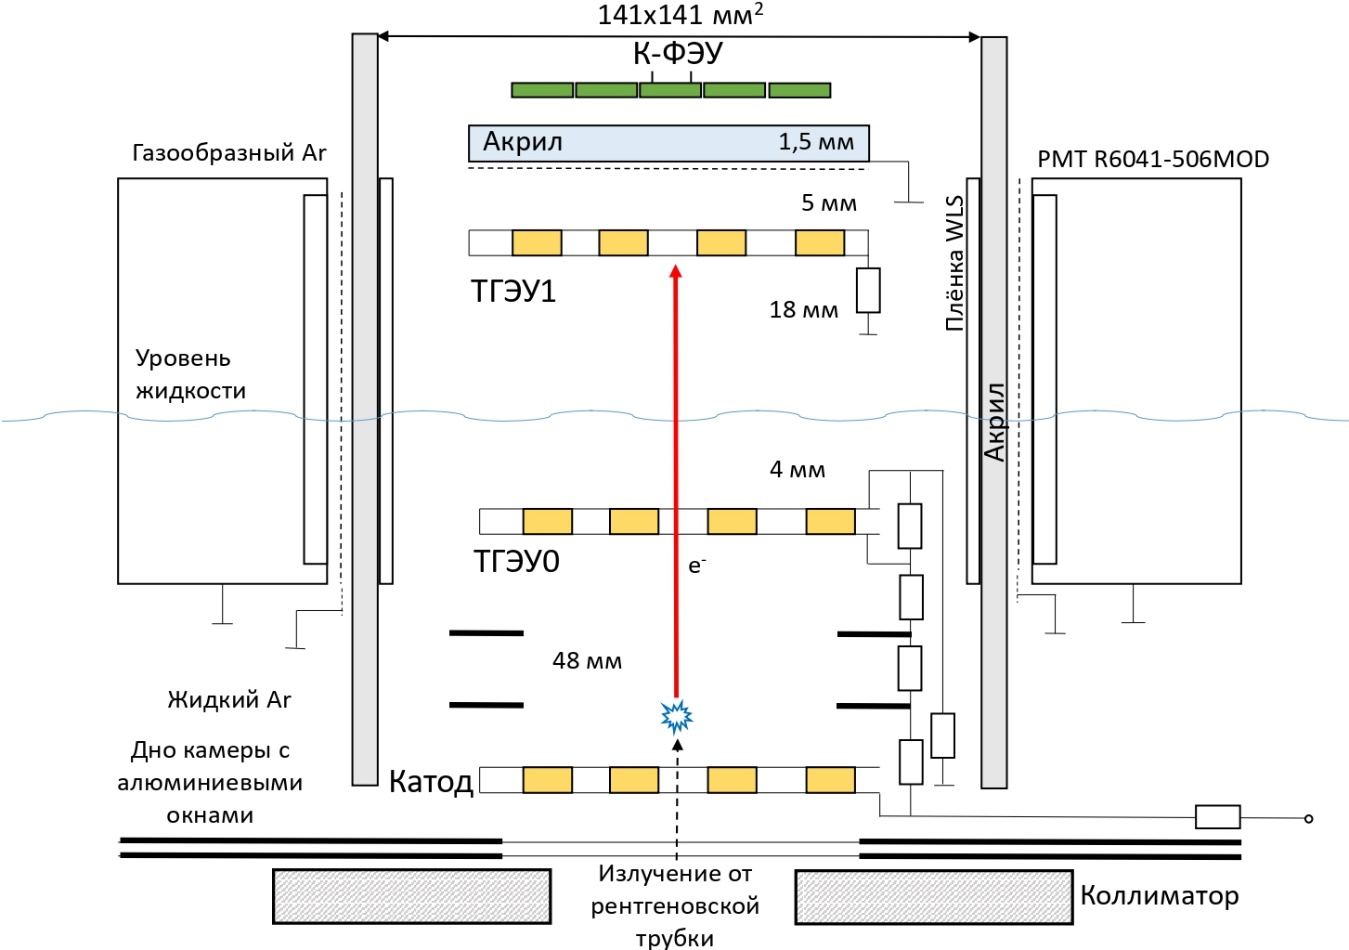 141x141 мм²
К-ФЭУ
Акрил
1,5 мм
Газообразный Ar
PMT R6041-506MOD
5 мм
ТГЭУ1
18 мм
Плёнка WLS
Уровень
жидкости
Акрил
4 мм
ТГЭУ0
e⁻
48 мм
Жидкий Ar
Дно камеры с
алюминиевыми
окнами
Катод
Излучение от
рентгеновской
трубки
Коллиматор